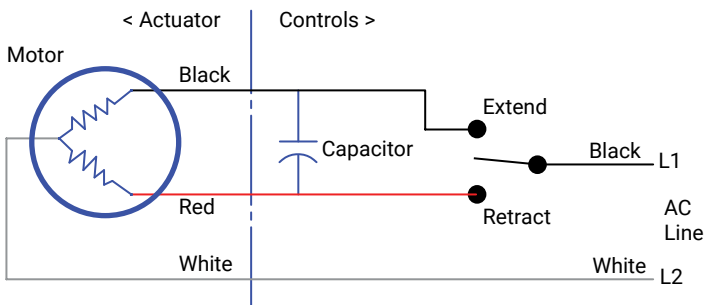 < Actuator
Controls >
Motor
Black
Extend
Capacitor
Black
L1
Red
Retract
AC
Line
White
White
L2